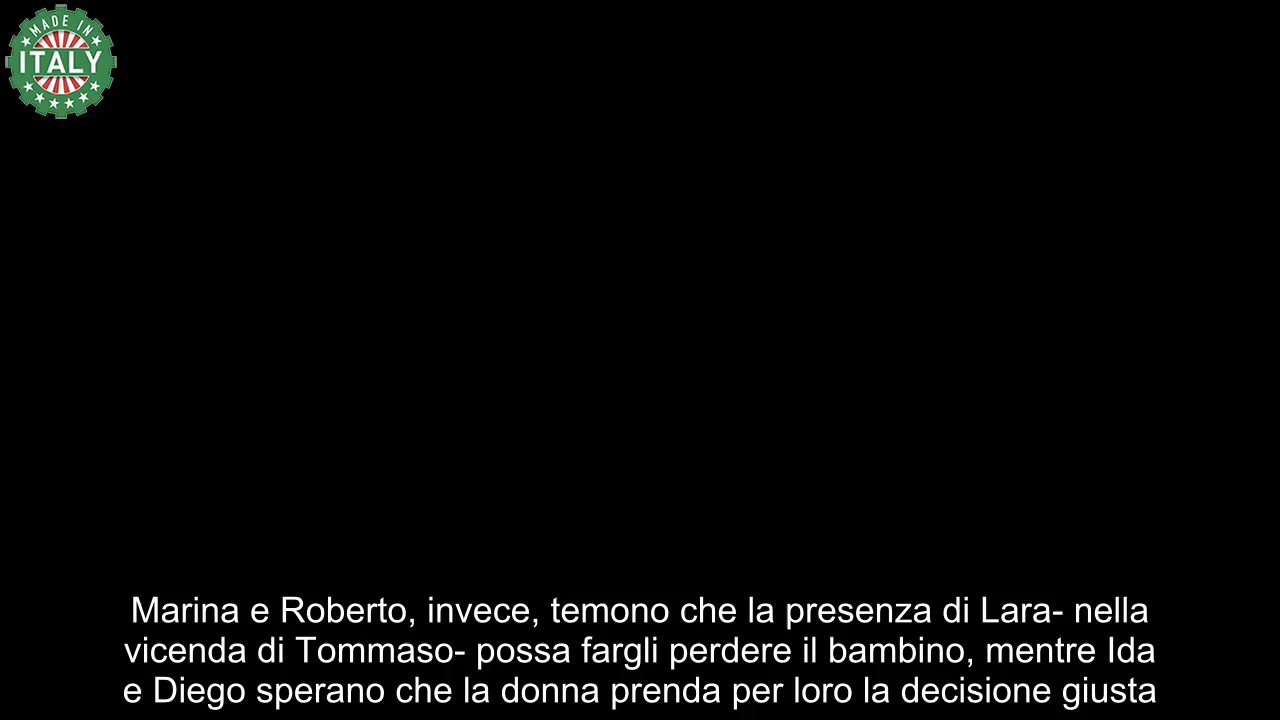 MADE IN
ITALY
Marina e Roberto, invece, temono che la presenza di Lara- nella
vicenda di Tommaso- possa fargli perdere il bambino, mentre Ida
e Diego sperano che la donna prenda per loro la decisione giusta